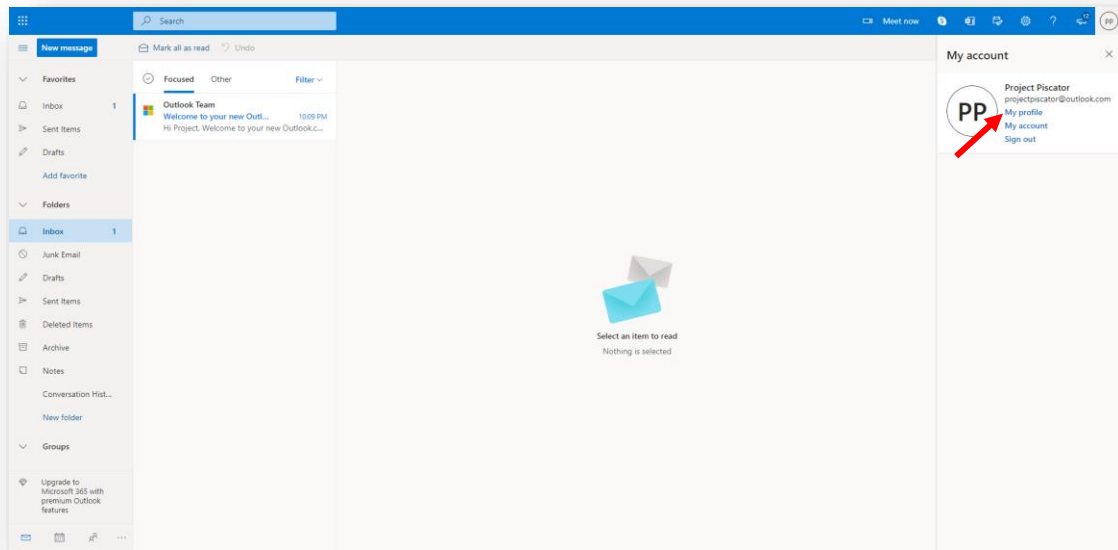 Search
Meet now
12
PP
New message
Mark all as read
Undo
Favorites
Inbox 1
Sent Items
Drafts
Add favorite
Folders
Inbox 1
Junk Email
Drafts
Sent Items
Deleted Items
Archive
Notes
Conversation Hist...
New folder
Groups
Upgrade to
Microsoft 365 with
premium Outlook
features
Focused Other Filter
Outlook Team
Welcome to your new Outl... 10:09 PM
Hi Project, Welcome to your new Outlook.c...
Select an item to read
Nothing is selected
My account
PP
Project Piscator
projectpiscator@outlook.com
My profile
My account
Sign out